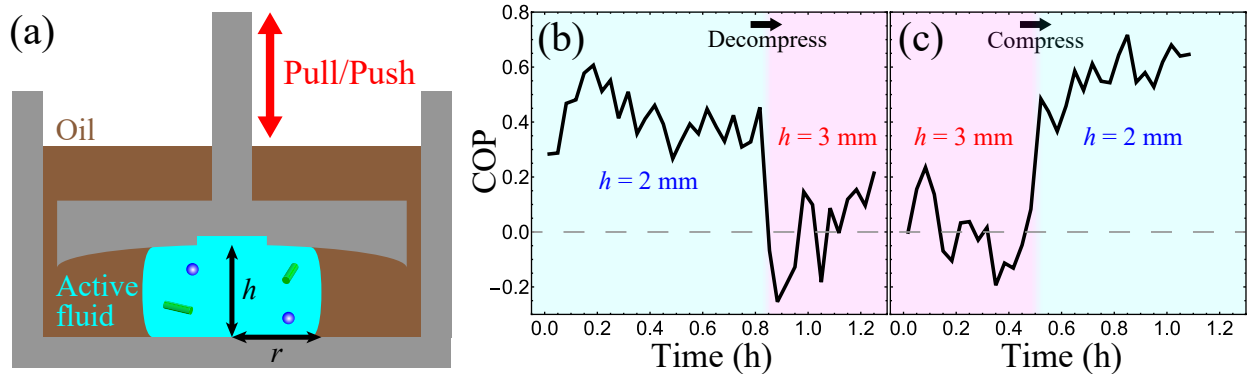 (a)
Pull/Push
Oil
Active
fluid
h
r
(b)
Decompress
h = 3 mm
h = 2 mm
COP
0.8
0.6
0.4
0.2
0.0
−0.2
0.0 0.2 0.4 0.6 0.8 1.0 1.2
Time (h)
(c)
Compress
h = 3 mm
h = 2 mm
0.0 0.2 0.4 0.6 0.8 1.0 1.2
Time (h)